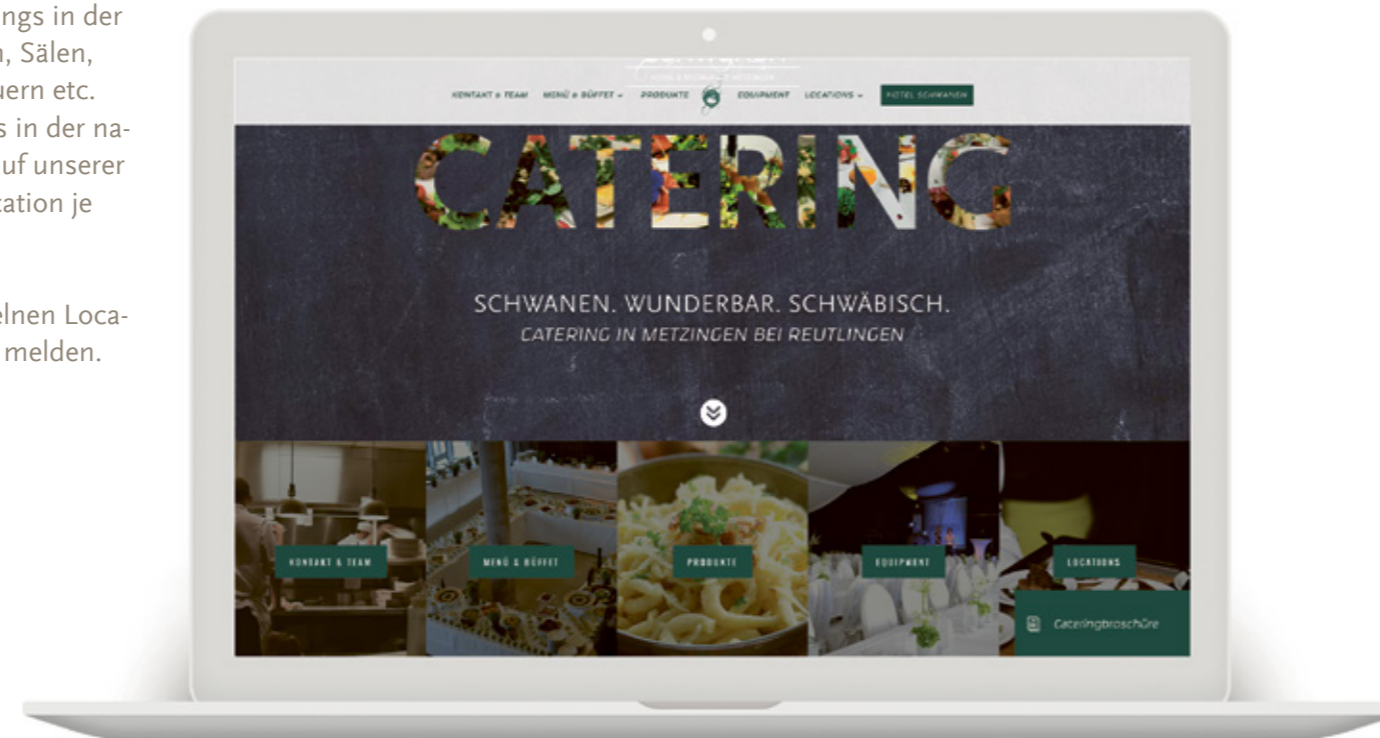 ngs in der
, Sälen,
uern etc.
s in der na-
uf unserer
tation je
elnen Loca-
melden.
KONTAKT & TEAM MENÜ & BÜFFET PRODUKTE EQUIPMENT LOCATIONS HOTEL SCHWANEN
CATERING
SCHWANEN. WUNDERBAR. SCHWÄBISCH.
CATERING IN METZINGEN BEI REUTLINGEN
KONTAKT & TEAM
MENÜ & BÜFFET
PRODUKTE
EQUIPMENT
LOCATIONS
Cateringbroschüre